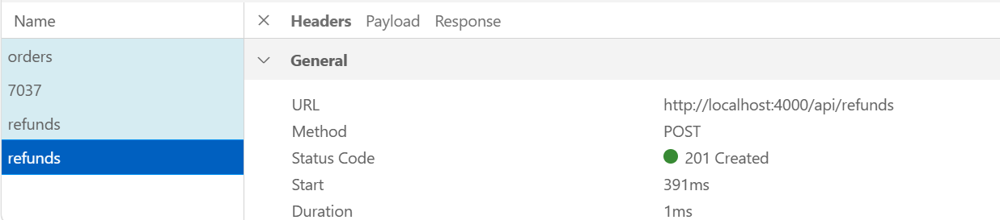 Name
Headers Payload Response
orders
General
7037
URL http://localhost:4000/api/refunds
refunds
Method POST
refunds
Status Code 201 Created
Start 391ms
Duration 1ms